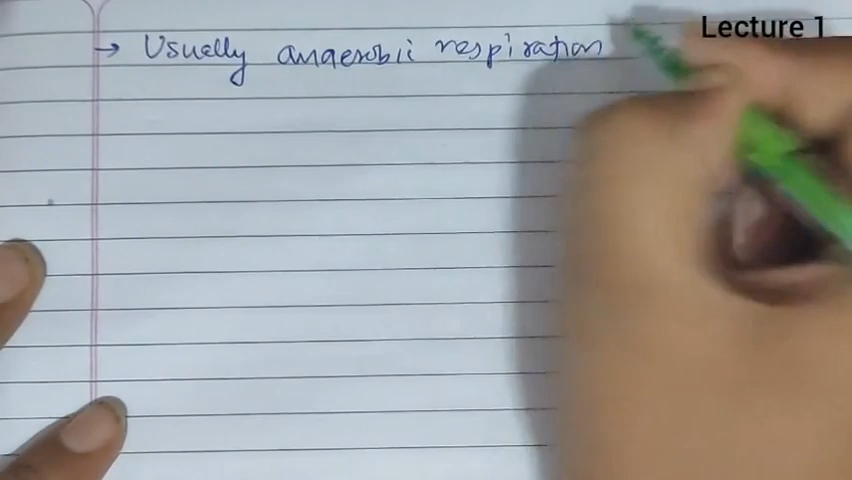 Lecture 1
→ Usually anaerobic respiration